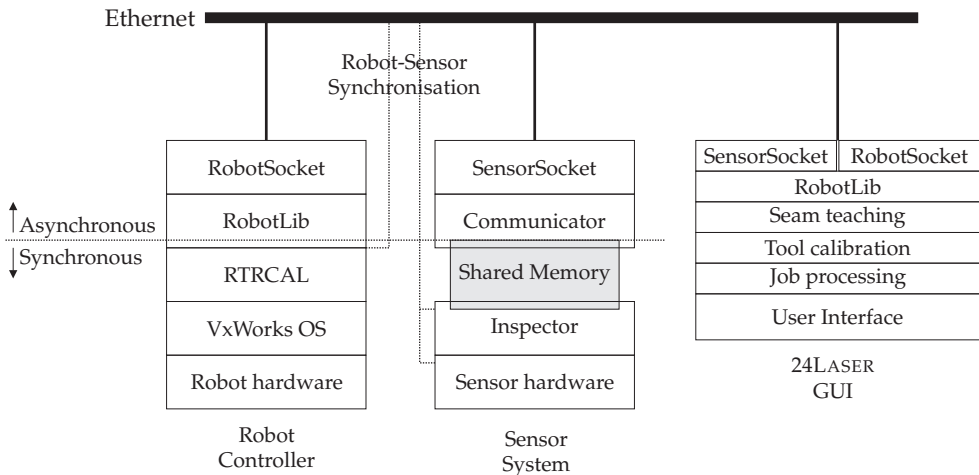 Ethernet
Robot-Sensor
Synchronisation
RobotSocket
RobotLib
RTRCAL
VxWorks OS
Robot hardware
Robot
Controller
Asynchronous
Synchronous
SensorSocket
Communicator
Shared Memory
Inspector
Sensor hardware
Sensor
System
SensorSocket
RobotSocket
RobotLib
Seam teaching
Tool calibration
Job processing
User Interface
24LASER
GUI